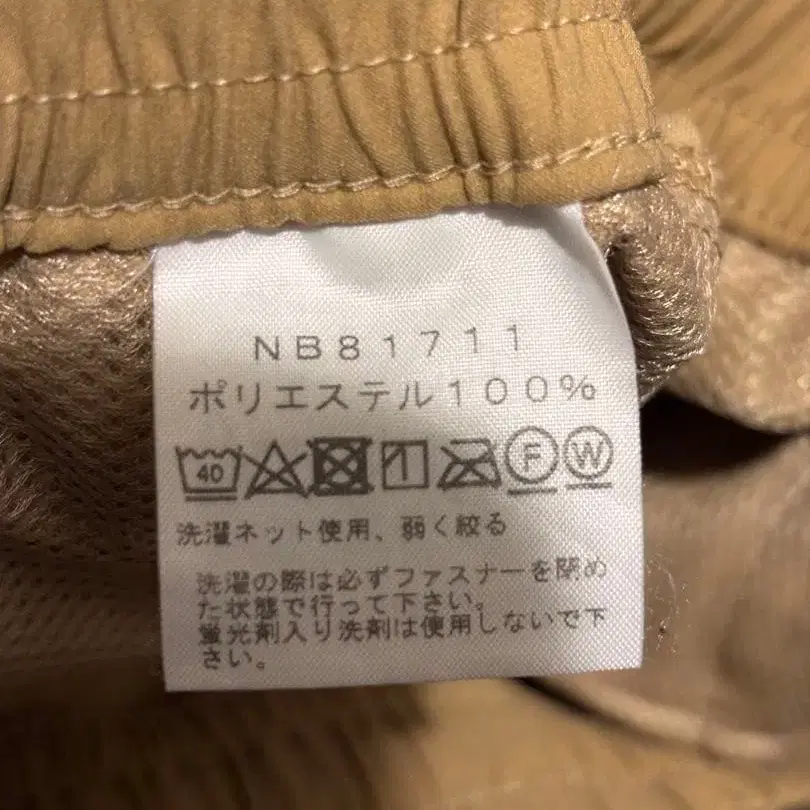 NB81711
ポリエステル100%
40 F W
洗濯ネット使用、弱く絞る
洗濯の際は必ずファスナーを閉め
た状態で行って下さい。
蛍光剤入り洗剤は使用しないで下
さい。